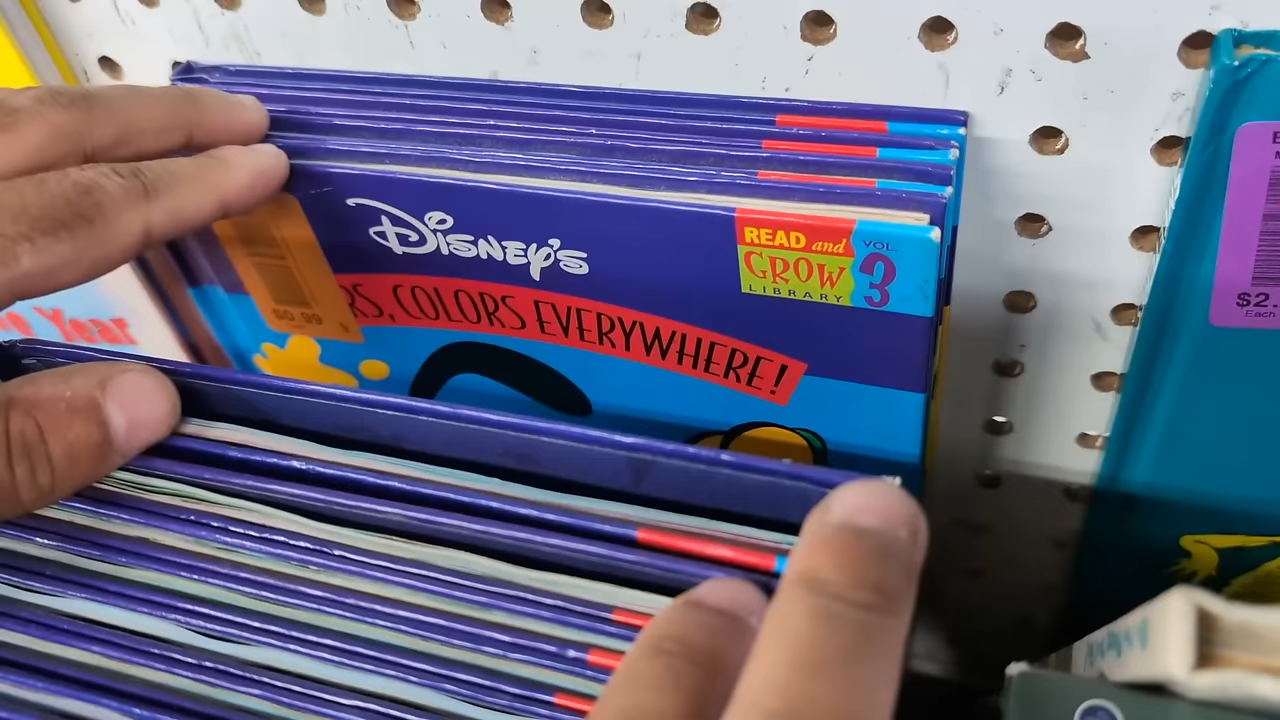 DISNEY'S
READ and
GROW
LIBRARY
VOL.
3
RS, COLORS EVERYWHERE!
$0.99
Year
$2.
Each